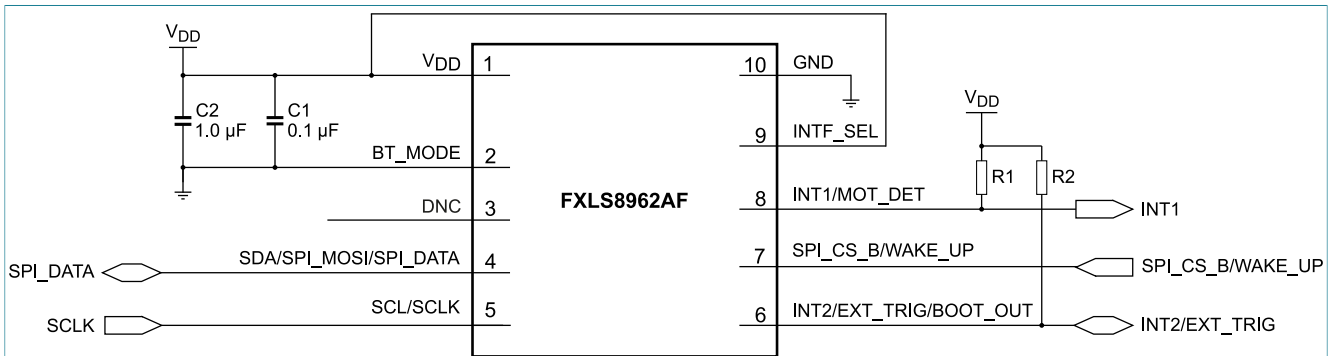 VDD
VDD
1
10
GND
C2
1.0 µF
C1
0.1 µF
VDD
9
INTF_SEL
BT_MODE
2
FXLS8962AF
R1
R2
DNC
3
8
INT1/MOT_DET
INT1
SPI_DATA
SDA/SPI_MOSI/SPI_DATA
4
7
SPI_CS_B/WAKE_UP
SPI_CS_B/WAKE_UP
SCLK
SCL/SCLK
5
6
INT2/EXT_TRIG/BOOT_OUT
INT2/EXT_TRIG